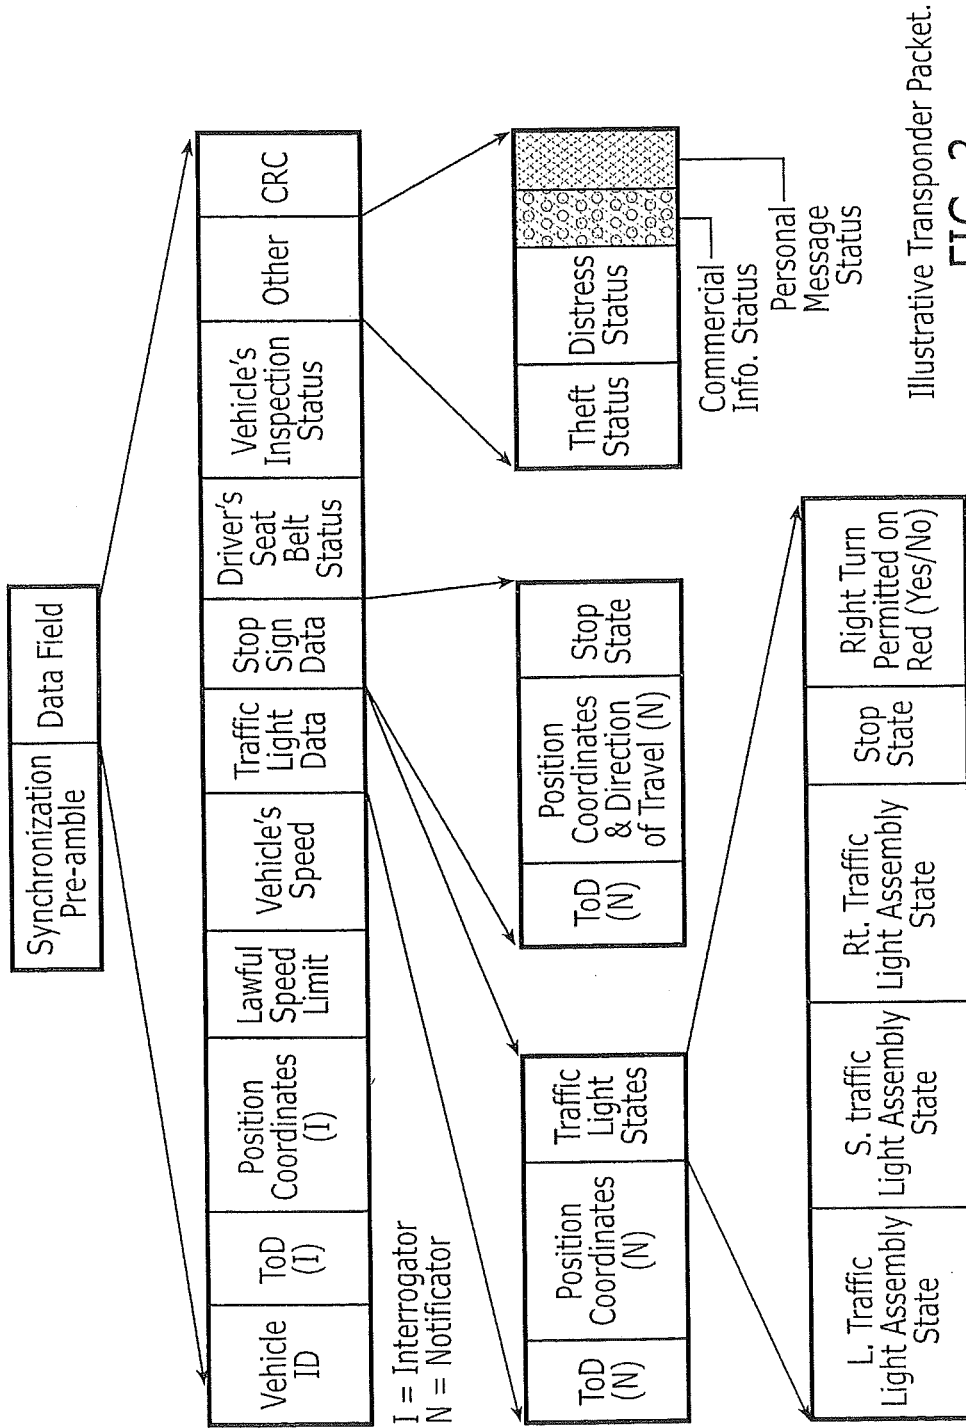 Synchronization
Pre-amble
Data Field
Vehicle
ID
ToD
(I)
Position
Coordinates
(I)
Lawful
Speed
Limit
Vehicle's
Speed
Traffic
Light
Data
Stop
Sign
Data
Driver's
Seat
Belt
Status
Vehicle's
Inspection
Status
Other
CRC
I = Interrogator
N = Notificator
ToD
(N)
Position
Coordinates
(N)
Traffic
Light
States
ToD
(N)
Position
Coordinates
& Direction
of Travel (N)
Stop
State
Theft
Status
Distress
Status
Commercial
Info. Status
Personal
Message
Status
L. Traffic
Light Assembly
State
S. traffic
Light Assembly
State
Rt. Traffic
Light Assembly
State
Stop
State
Right Turn
Permitted on
Red (Yes/No)
Illustrative Transponder Packet.